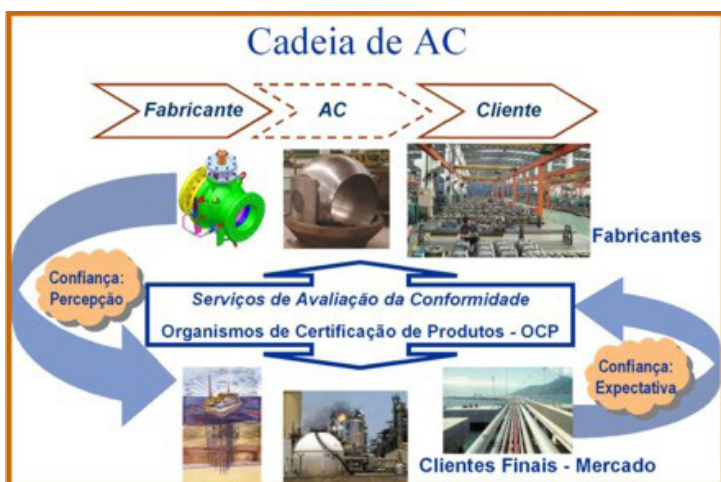 Cadeia de AC
Fabricante
AC
Cliente
Fabricantes
Confiança:
Percepção
Serviços de Avaliação da Conformidade
Organismos de Certificação de Produtos - OCP
Confiança:
Expectativa
Clientes Finais - Mercado